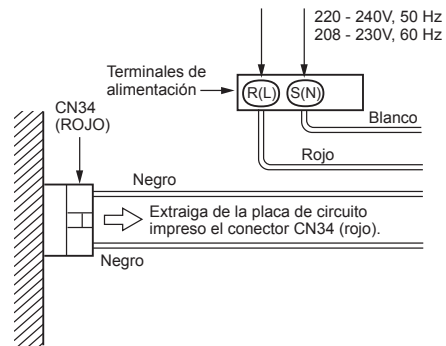 220 - 240V, 50 Hz
208 - 230V, 60 Hz
Terminales de
alimentación
R(L)
S(N)
CN34
(ROJO)
Blanco
Rojo
Negro
Extraiga de la placa de circuito
impreso el conector CN34 (rojo).
Negro